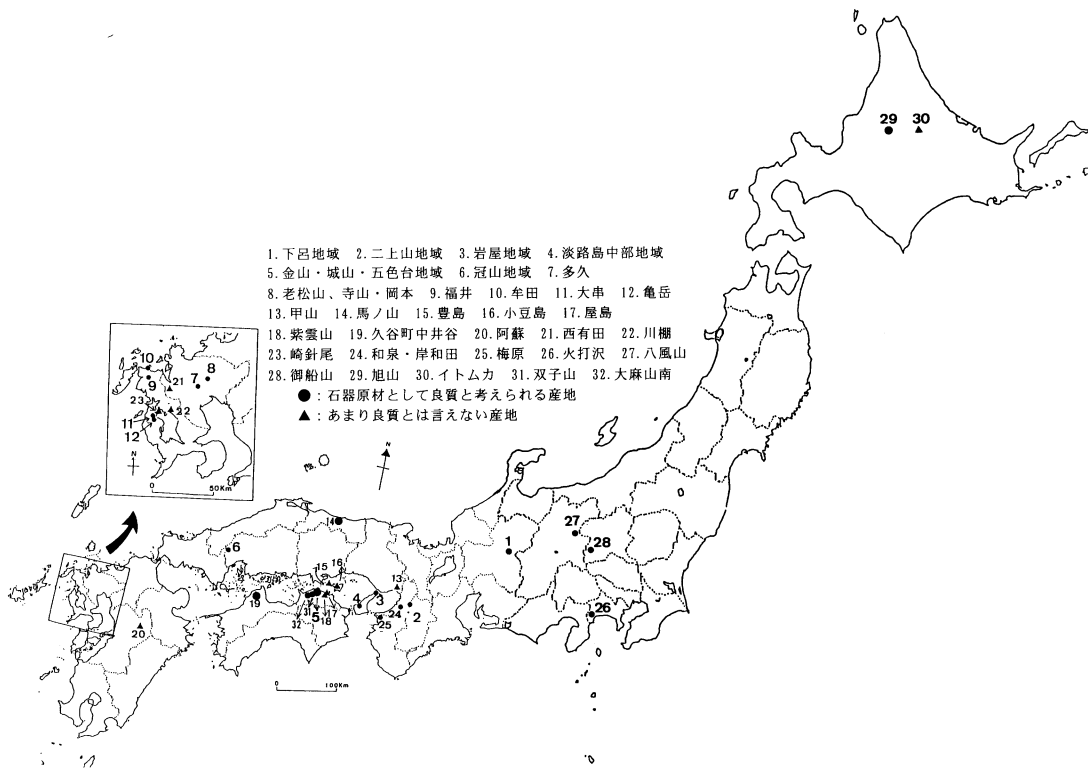 1.下呂地域 2.二上山地域 3.岩屋地域 4.淡路島中部地域
5.金山・城山・五色台地域 6.冠山地域 7.多久
8.老松山、寺山・岡本 9.福井 10.牟田 11.大串 12.亀岳
13.甲山 14.馬ノ山 15.豊島 16.小豆島 17.屋島
18.紫雲山 19.久谷町中井谷 20.阿蘇 21.西有田 22.川棚
23.崎針尾 24.和泉・岸和田 25.梅原 26.火打沢 27.八風山
28.御船山 29.旭山 30.イトムカ 31.双子山 32.大麻山南
●：石器原材として良質と考えられる産地
▲：あまり良質とは言えない産地
29 30
10
8
21
7
9
23
22
11
12
N
0 50Km
N
14
6
27
1
28
15 16
13
19
4 3
26
31 5 17
24 2
32 18
25
20
0 100Km